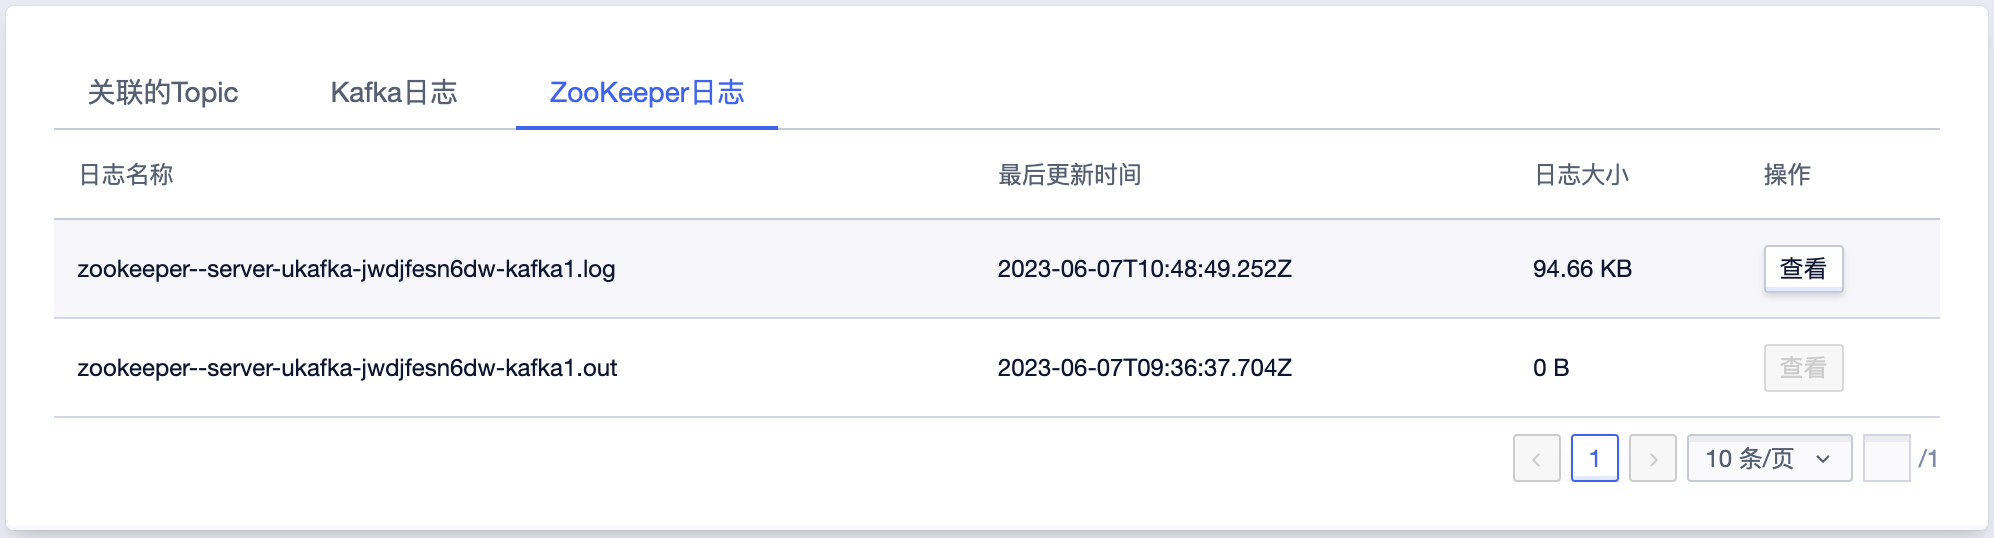 关联的Topic Kafka日志 ZooKeeper日志
日志名称 最后更新时间 日志大小 操作
zookeeper--server-ukafka-jwdjfesn6dw-kafka1.log 2023-06-07T10:48:49.252Z 94.66 KB 查看
zookeeper--server-ukafka-jwdjfesn6dw-kafka1.out 2023-06-07T09:36:37.704Z 0 B 查看
1 10 条/页 /1